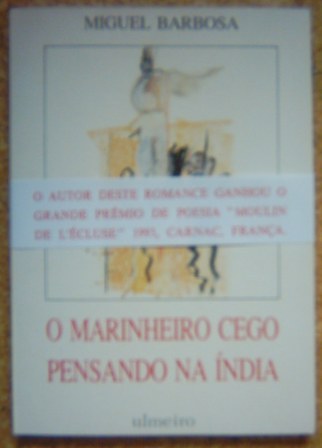 MIGUEL BARBOSA
O AUTOR DESTE ROMANCE GANHOU O
GRANDE PRÉMIO DE POESIA "MOULIN
DE L'ÉCLUSE" 1993, CARNAC, FRANÇA.
O MARINHEIRO CEGO
PENSANDO NA ÍNDIA
ulmeiro